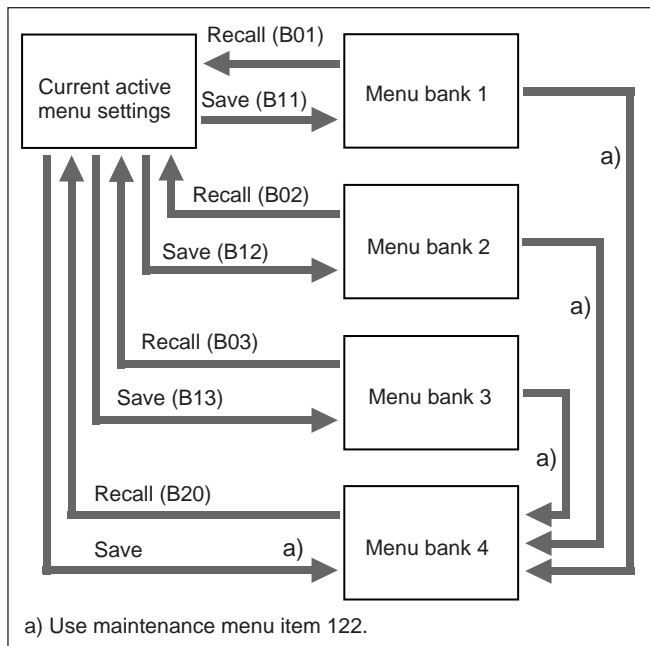 Current active
menu settings
Recall (B01)
Save (B11)
Menu bank 1
a)
Recall (B02)
Save (B12)
Menu bank 2
a)
Recall (B03)
Save (B13)
Menu bank 3
a)
Recall (B20)
Save
a)
Menu bank 4
a) Use maintenance menu item 122.